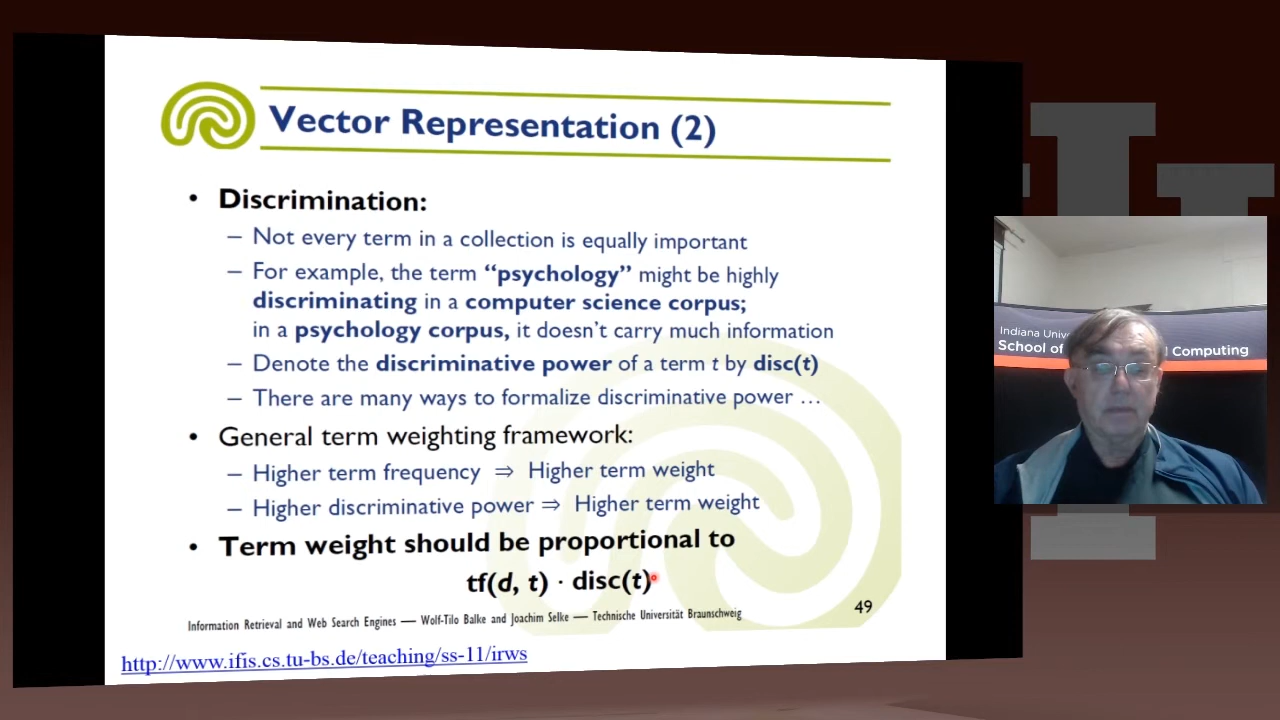 Vector Representation (2)
• Discrimination:
– Not every term in a collection is equally important
– For example, the term “psychology” might be highly
discriminating in a computer science corpus;
in a psychology corpus, it doesn’t carry much information
– Denote the discriminative power of a term t by disc(t)
– There are many ways to formalize discriminative power …
• General term weighting framework:
– Higher term frequency ⇒ Higher term weight
– Higher discriminative power ⇒ Higher term weight
• Term weight should be proportional to
tf(d, t) · disc(t)
49
Information Retrieval and Web Search Engines — Wolf-Tilo Balke and Joachim Selke — Technische Universität Braunschweig
http://www.ifis.cs.tu-bs.de/teaching/ss-11/irws
Indiana Univ
School of Computing